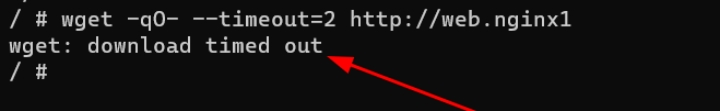 / # wget -qO- --timeout=2 http://web.nginx1
wget: download timed out
/ #